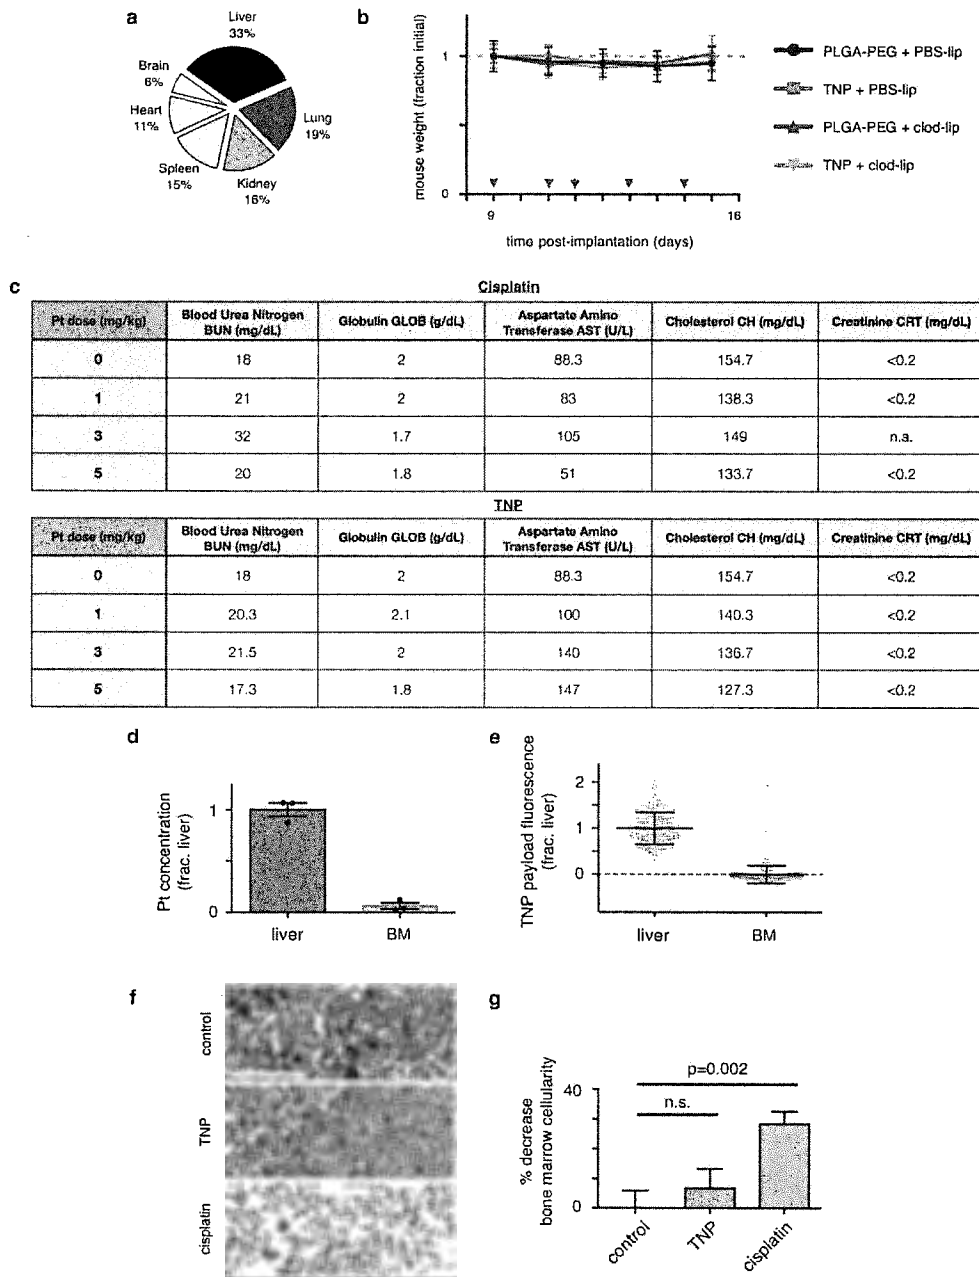 a
Liver
33%
Brain
6%
Heart
11%
Lung
19%
Spleen
15%
Kidney
16%
b
mouse weight (fraction initial)
1
0
9
16
time post-implantation (days)
PLGA-PEG + PBS-lip
TNP + PBS-lip
PLGA-PEG + clod-lip
TNP + clod-lip
c
Cisplatin
Pt dose (mg/kg) Blood Urea Nitrogen BUN (mg/dL) Globulin GLOB (g/dL) Aspartate Amino Transferase AST (U/L) Cholesterol CH (mg/dL) Creatinine CRT (mg/dL)
0 18 2 88.3 154.7 <0.2
1 21 2 83 138.3 <0.2
3 32 1.7 105 149 n.a.
5 20 1.8 51 133.7 <0.2
TNP
Pt dose (mg/kg) Blood Urea Nitrogen BUN (mg/dL) Globulin GLOB (g/dL) Aspartate Amino Transferase AST (U/L) Cholesterol CH (mg/dL) Creatinine CRT (mg/dL)
0 18 2 88.3 154.7 <0.2
1 20.3 2.1 100 140.3 <0.2
3 21.5 2 140 136.7 <0.2
5 17.3 1.8 147 127.3 <0.2
d
Pt concentration
(frac. liver)
1
0
liver BM
e
TNP payload fluorescence
(frac. liver)
2
1
0
liver BM
f
control
TNP
cisplatin
g
% decrease
bone marrow cellularity
40
0
p=0.002
n.s.
control
TNP
cisplatin